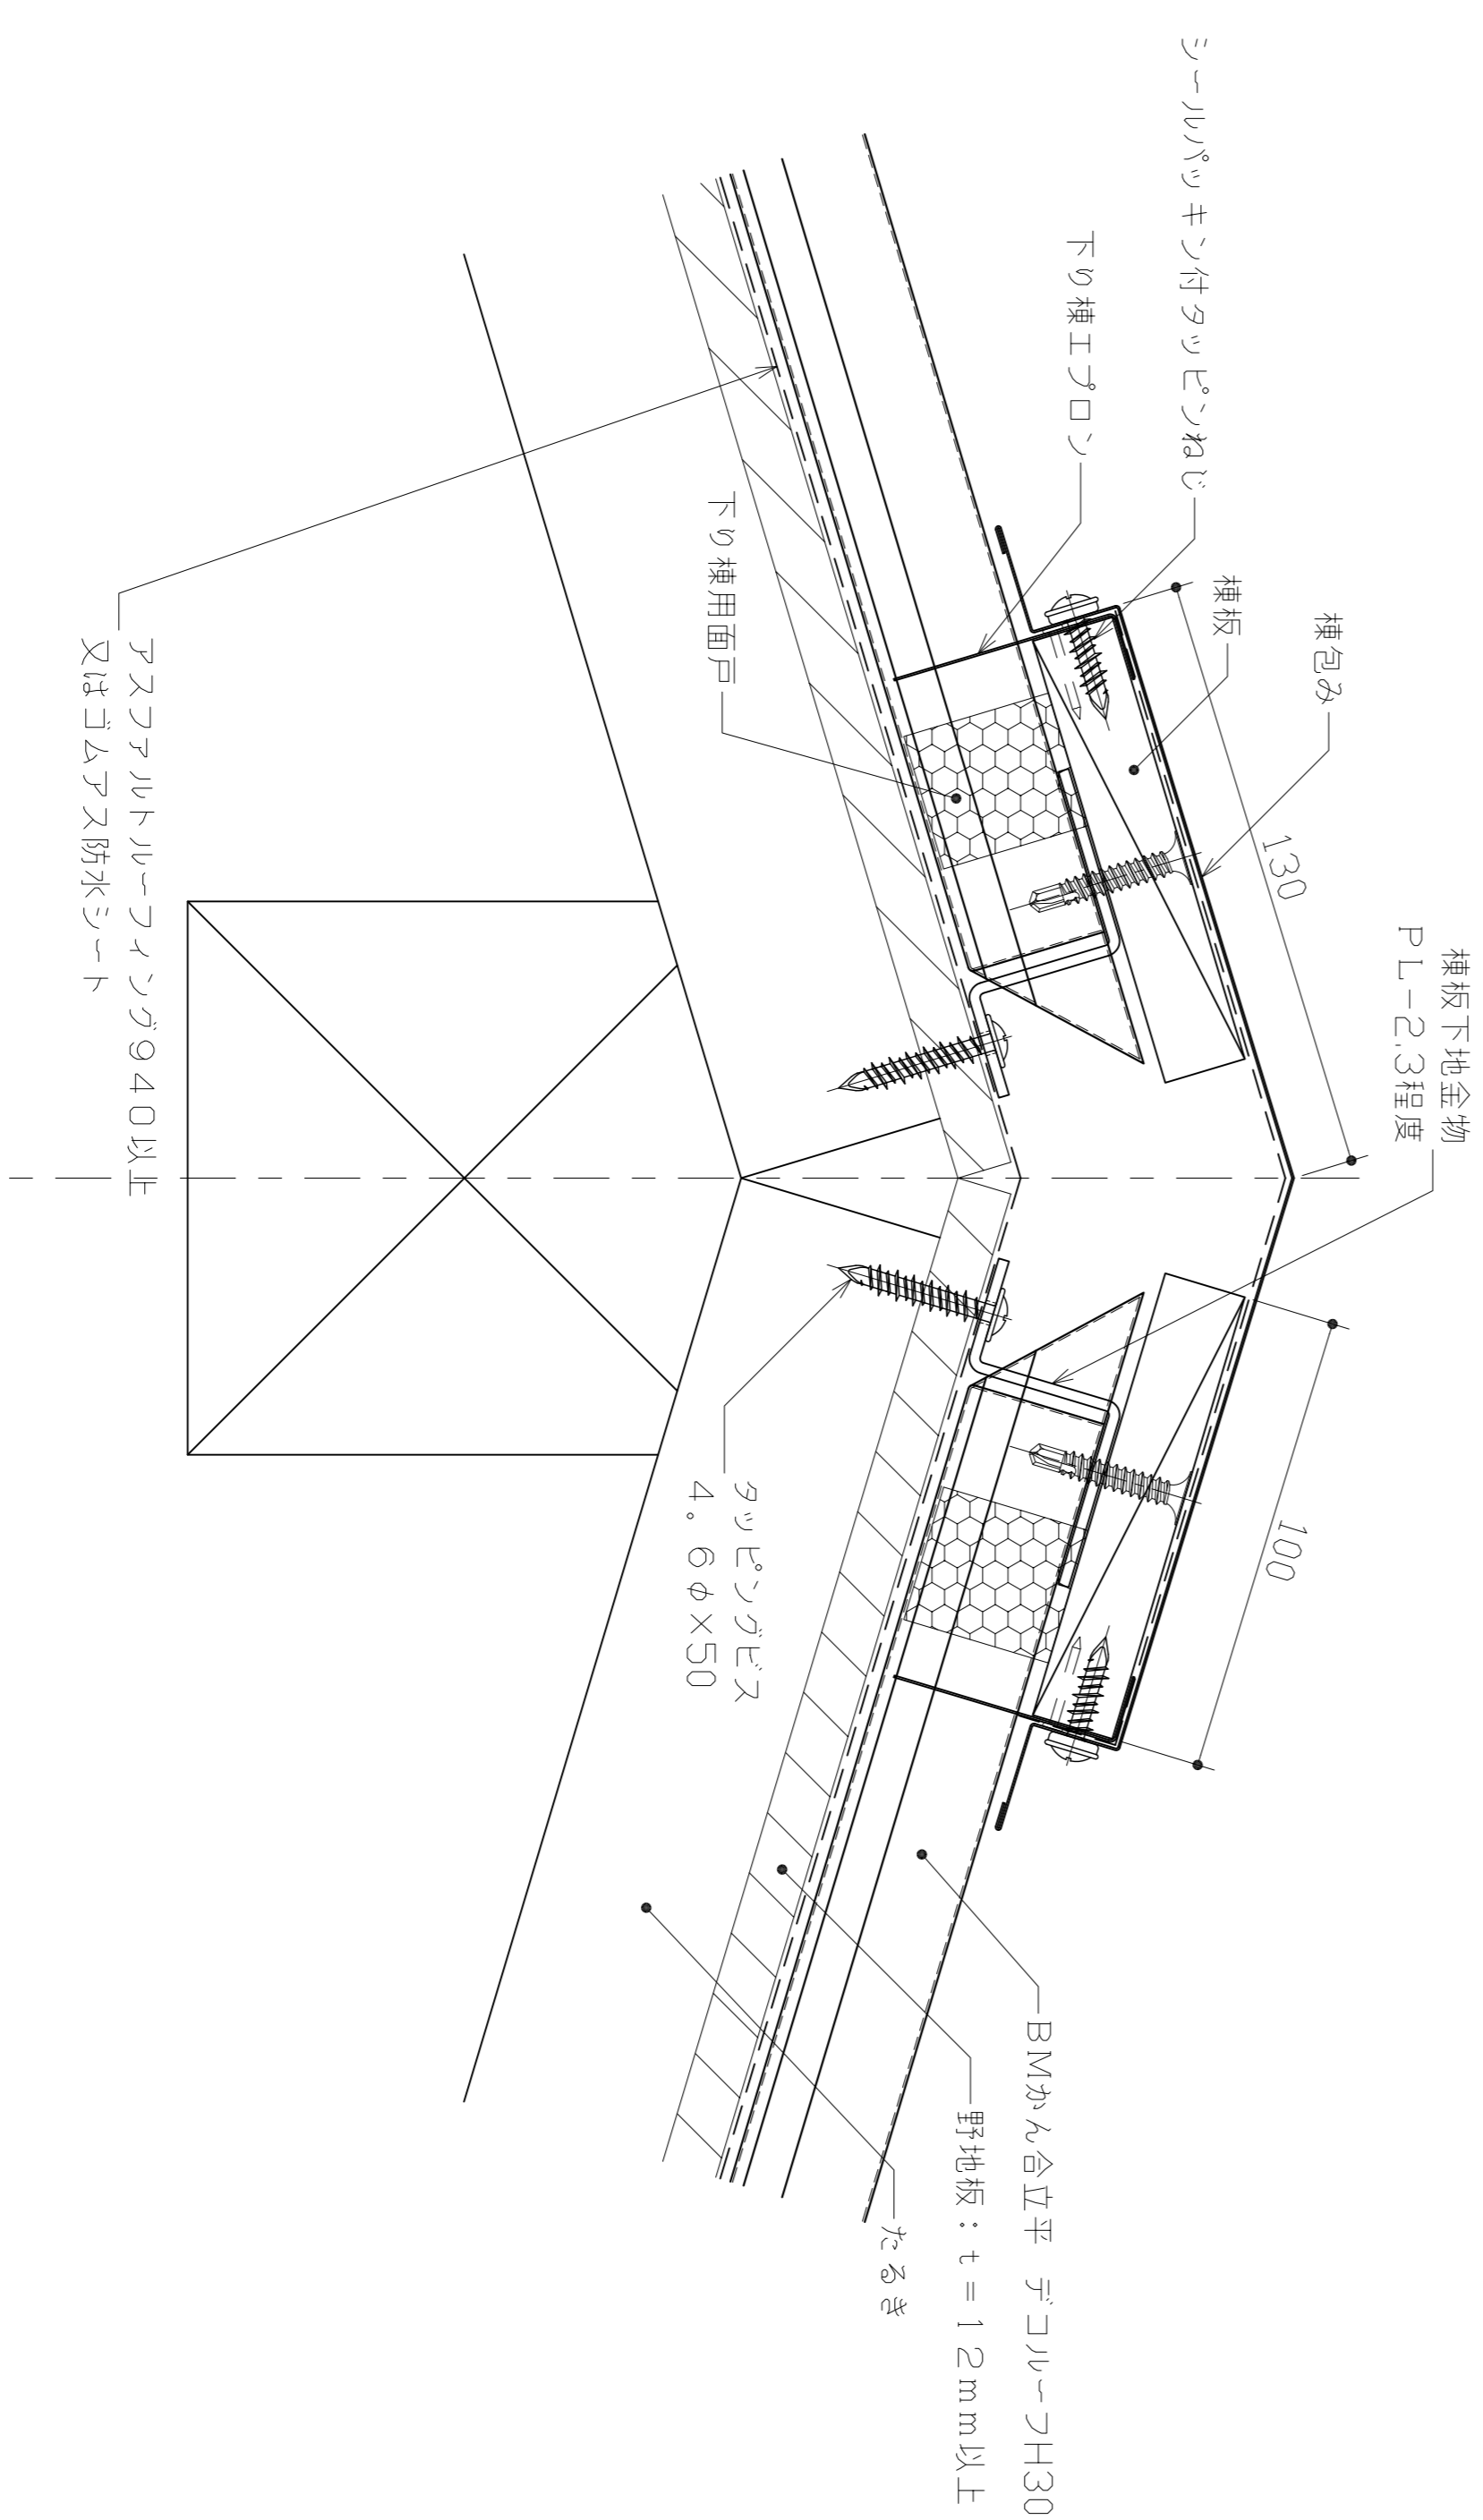 シールパッキン付タッピンねじ
下り棟エプロン
棟板
棟包み
130
棟板下地金物
PL-2.3程度
100
下り棟用面戸
アスファルトルーフィング940以上
又はゴムアス防水シート
タッピングビス
4.6φ×50
BMかん合立平 デコルーフH30
野地板：t=12mm以上
たるき